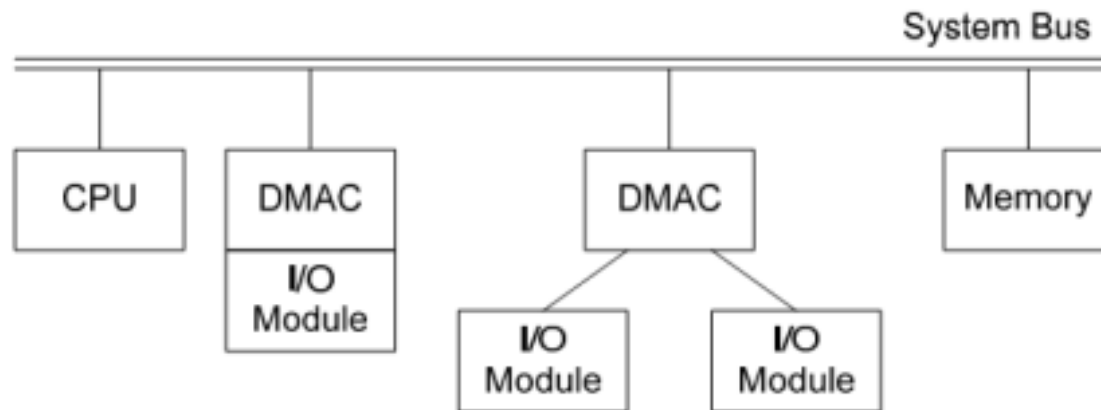 System Bus
CPU
DMAC
DMAC
Memory
I/O
Module
I/O
Module
I/O
Module